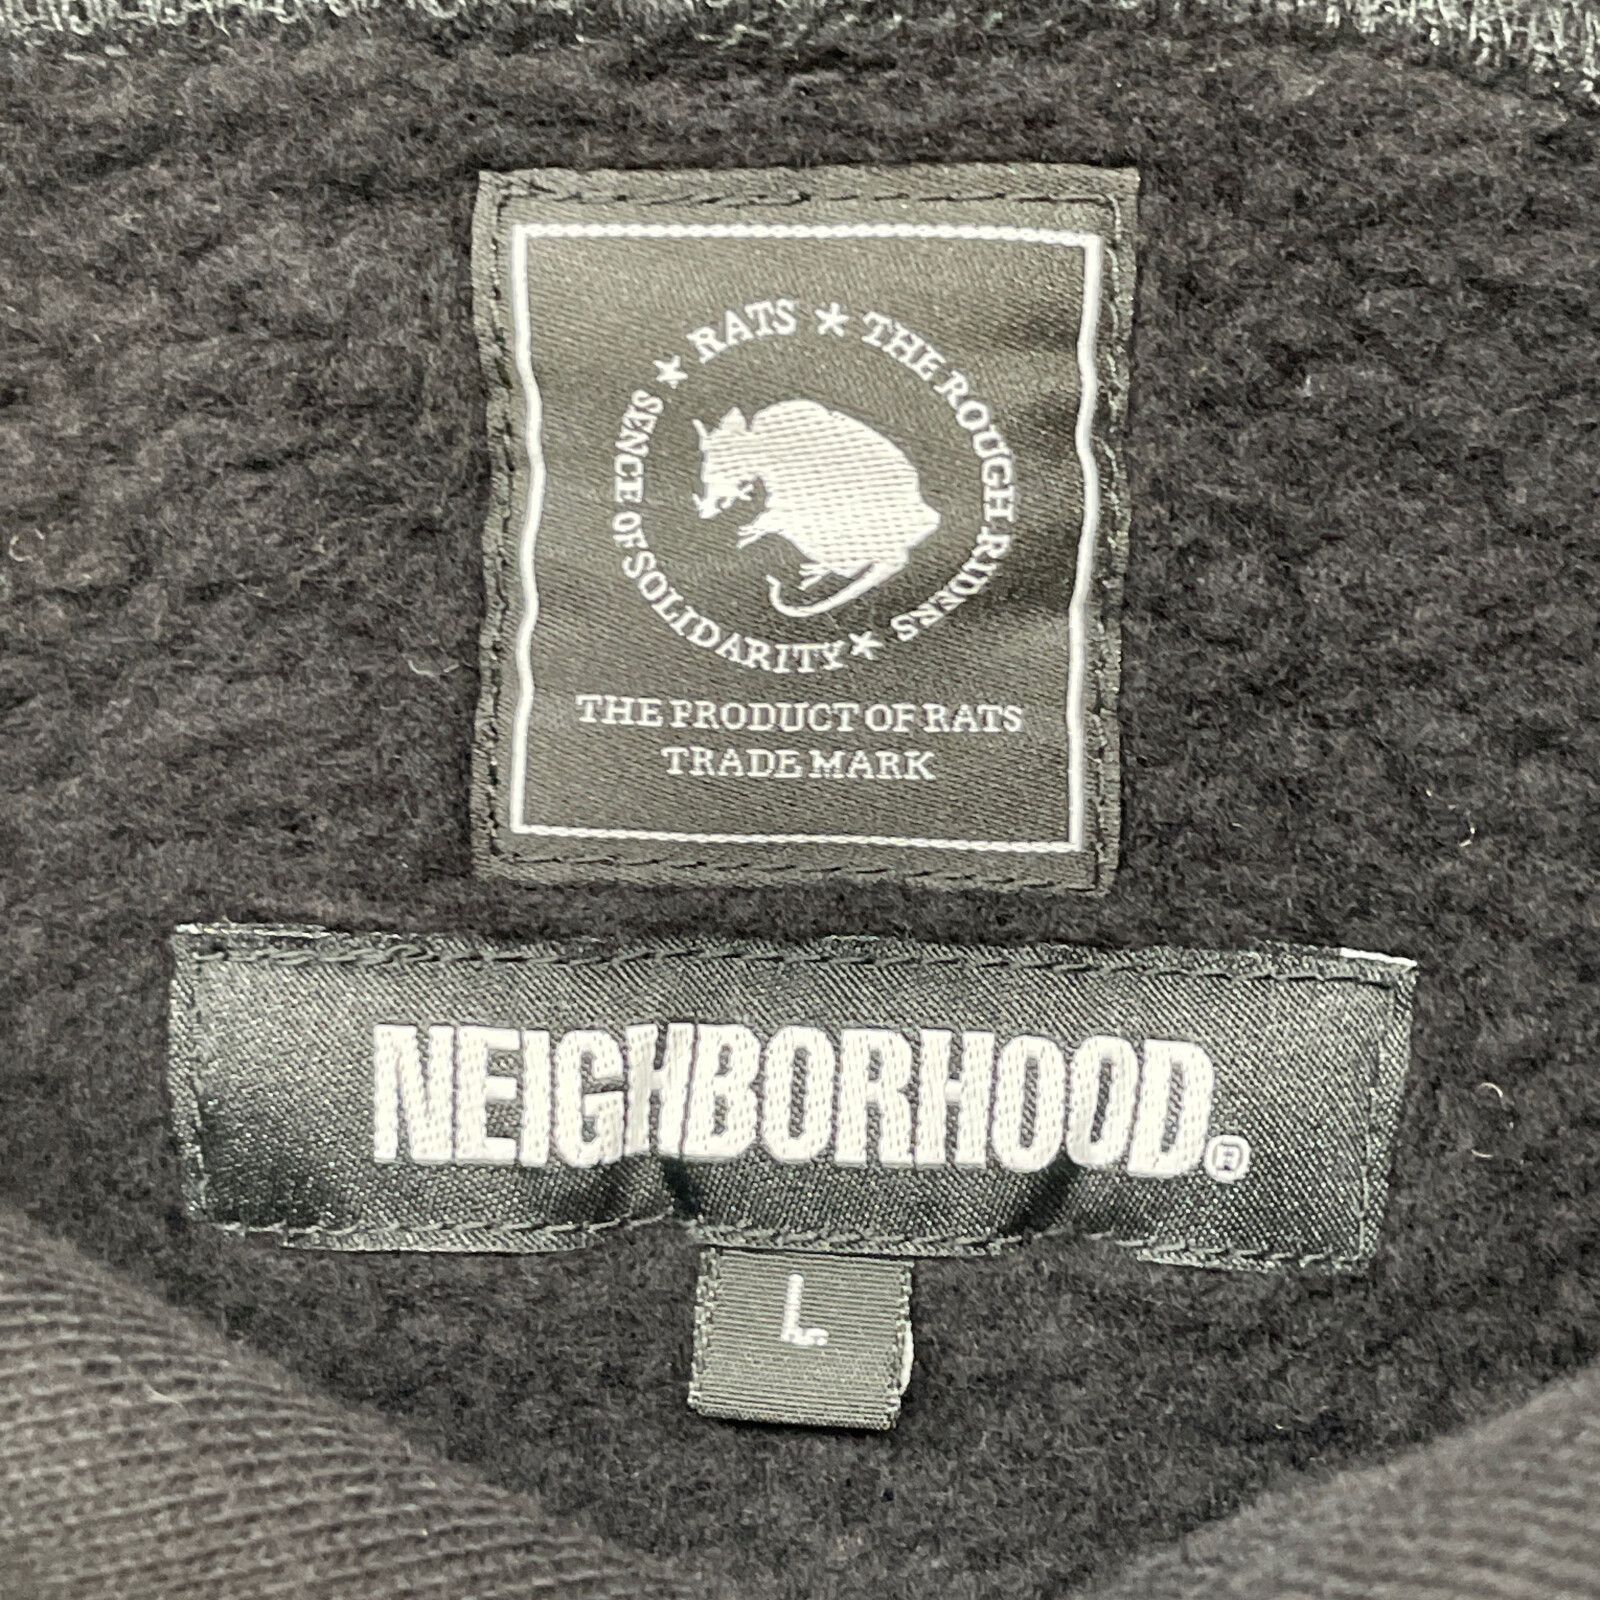 ★ RATS ★ THE ROUGH RIDERS
SENCE OF SOLIDARITY ★
THE PRODUCT OF RATS
TRADE MARK
NEIGHBORHOOD®
L